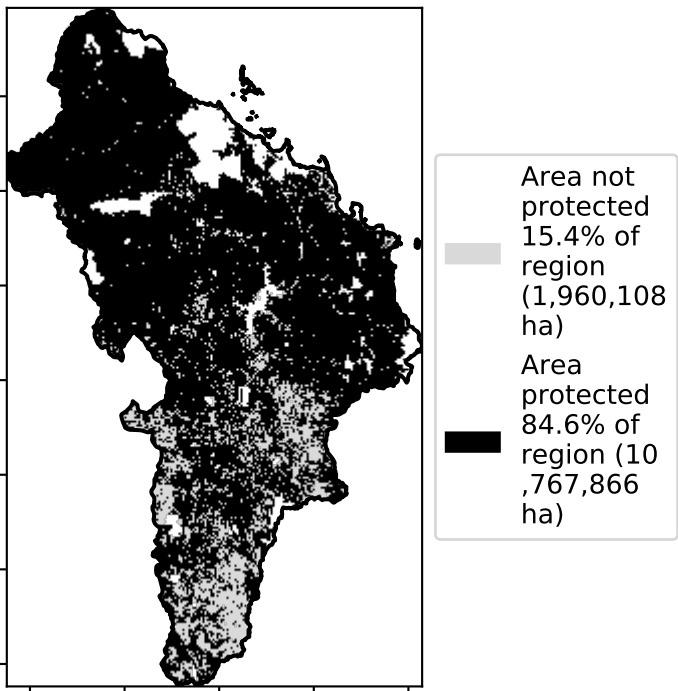 Area not
protected
15.4% of
region
(1,960,108
ha)
Area
protected
84.6% of
region (10
,767,866
ha)